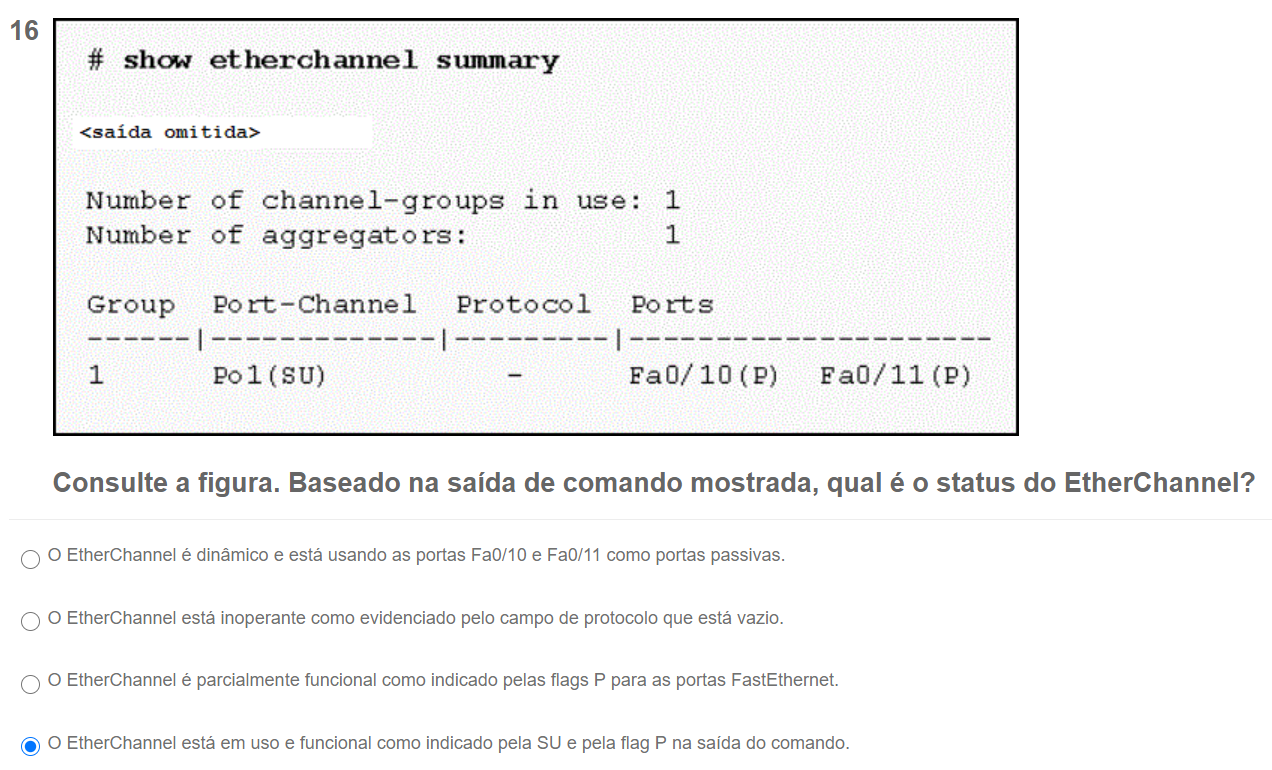 16
# show etherchannel summary
<saída omitida>
Number of channel-groups in use: 1
Number of aggregators: 1
Group Port-Channel Protocol Ports
------|-------------|---------|---------------------
1 Po1(SU) - Fa0/10(P) Fa0/11(P)
Consulte a figura. Baseado na saída de comando mostrada, qual é o status do EtherChannel?
O EtherChannel é dinâmico e está usando as portas Fa0/10 e Fa0/11 como portas passivas.
O EtherChannel está inoperante como evidenciado pelo campo de protocolo que está vazio.
O EtherChannel é parcialmente funcional como indicado pelas flags P para as portas FastEthernet.
O EtherChannel está em uso e funcional como indicado pela SU e pela flag P na saída do comando.